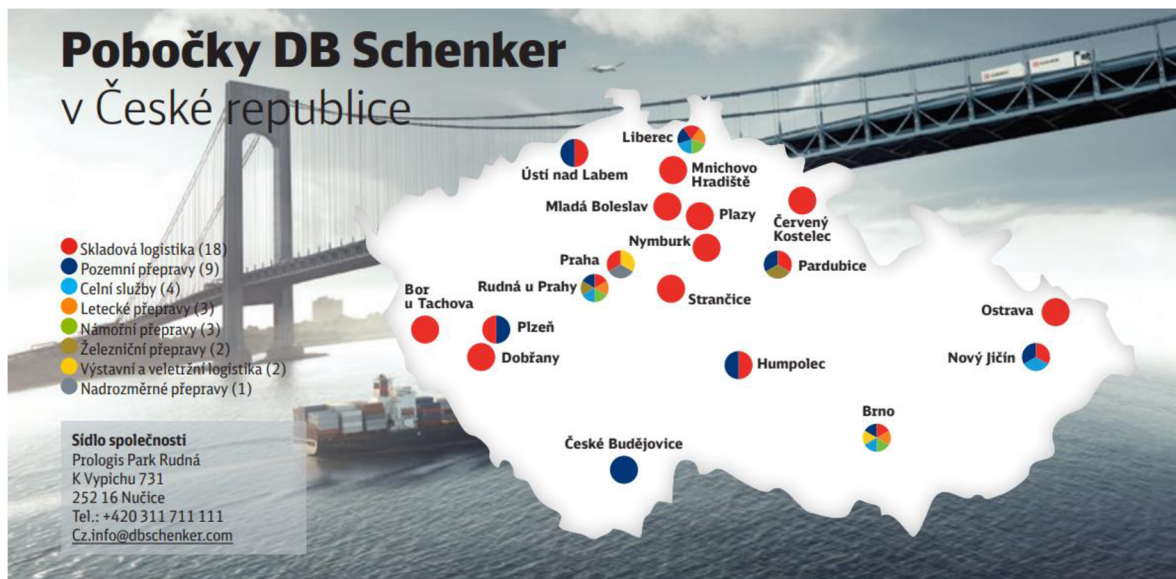 Pobočky DB Schenker
v České republice
Liberec
Ústí nad Labem
Mnichovo
Hradiště
Mladá Boleslav
Plazy
Červený
Kostelec
Nymburk
Praha
Pardubice
Rudná u Prahy
Strančice
Bor
u Tachova
Plzeň
Dobřany
Ostrava
Nový Jičín
Humpolec
Brno
České Budějovice
Skladová logistika (18)
Pozemní přepravy (9)
Celní služby (4)
Letecké přepravy (3)
Námořní přepravy (3)
Železniční přepravy (2)
Výstavní a veletržní logistika (2)
Nadrozměrné přepravy (1)
Sídlo společnosti
Prologis Park Rudná
K Vypichu 731
252 16 Nučice
Tel.: +420 311 711 111
Cz.info@dbschenker.com